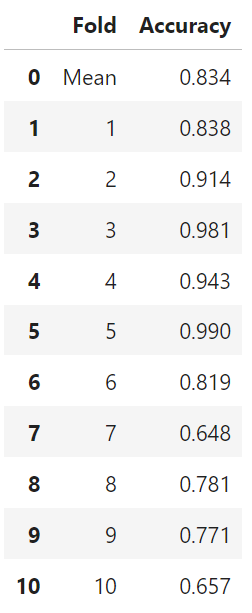 Fold Accuracy
0 Mean 0.834
1 1 0.838
2 2 0.914
3 3 0.981
4 4 0.943
5 5 0.990
6 6 0.819
7 7 0.648
8 8 0.781
9 9 0.771
10 10 0.657